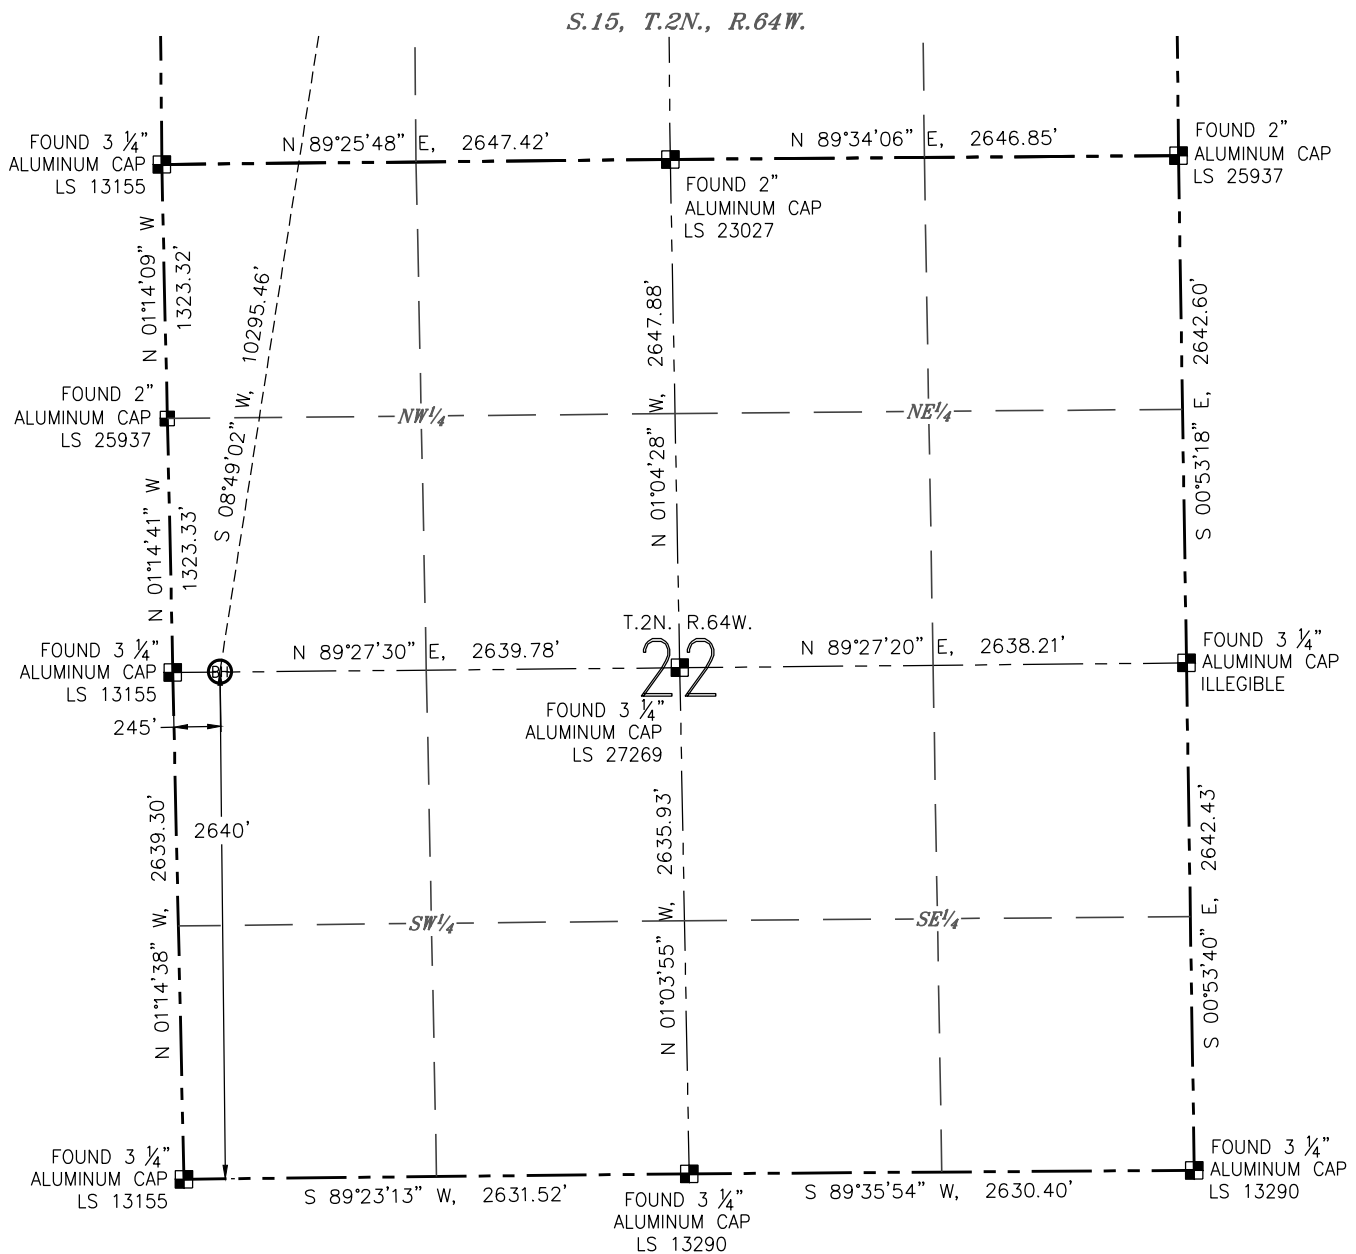 S.15, T.2N., R.64W.
FOUND 3 ¼"
ALUMINUM CAP
LS 13155
N 89°25'48" E, 2647.42'
N 89°34'06" E, 2646.85'
FOUND 2"
ALUMINUM CAP
LS 25937
FOUND 2"
ALUMINUM CAP
LS 23027
N 01°14'09" W
1323.32'
S 08°49'02" W, 10295.46'
N 01°04'28" W, 2647.88'
S 00°53'18" E, 2642.60'
FOUND 2"
ALUMINUM CAP
LS 25937
NW¼
NE¼
N 01°14'41" W
1323.33'
T.2N. R.64W.
22
FOUND 3 ¼"
ALUMINUM CAP
LS 13155
BH
N 89°27'30" E, 2639.78'
N 89°27'20" E, 2638.21'
FOUND 3 ¼"
ALUMINUM CAP
ILLEGIBLE
FOUND 3 ¼"
ALUMINUM CAP
LS 27269
245'
2640'
N 01°14'38" W, 2639.30'
N 01°03'55" W, 2635.93'
S 00°53'40" E, 2642.43'
SW¼
SE¼
FOUND 3 ¼"
ALUMINUM CAP
LS 13155
S 89°23'13" W, 2631.52'
FOUND 3 ¼"
ALUMINUM CAP
LS 13290
S 89°35'54" W, 2630.40'
FOUND 3 ¼"
ALUMINUM CAP
LS 13290